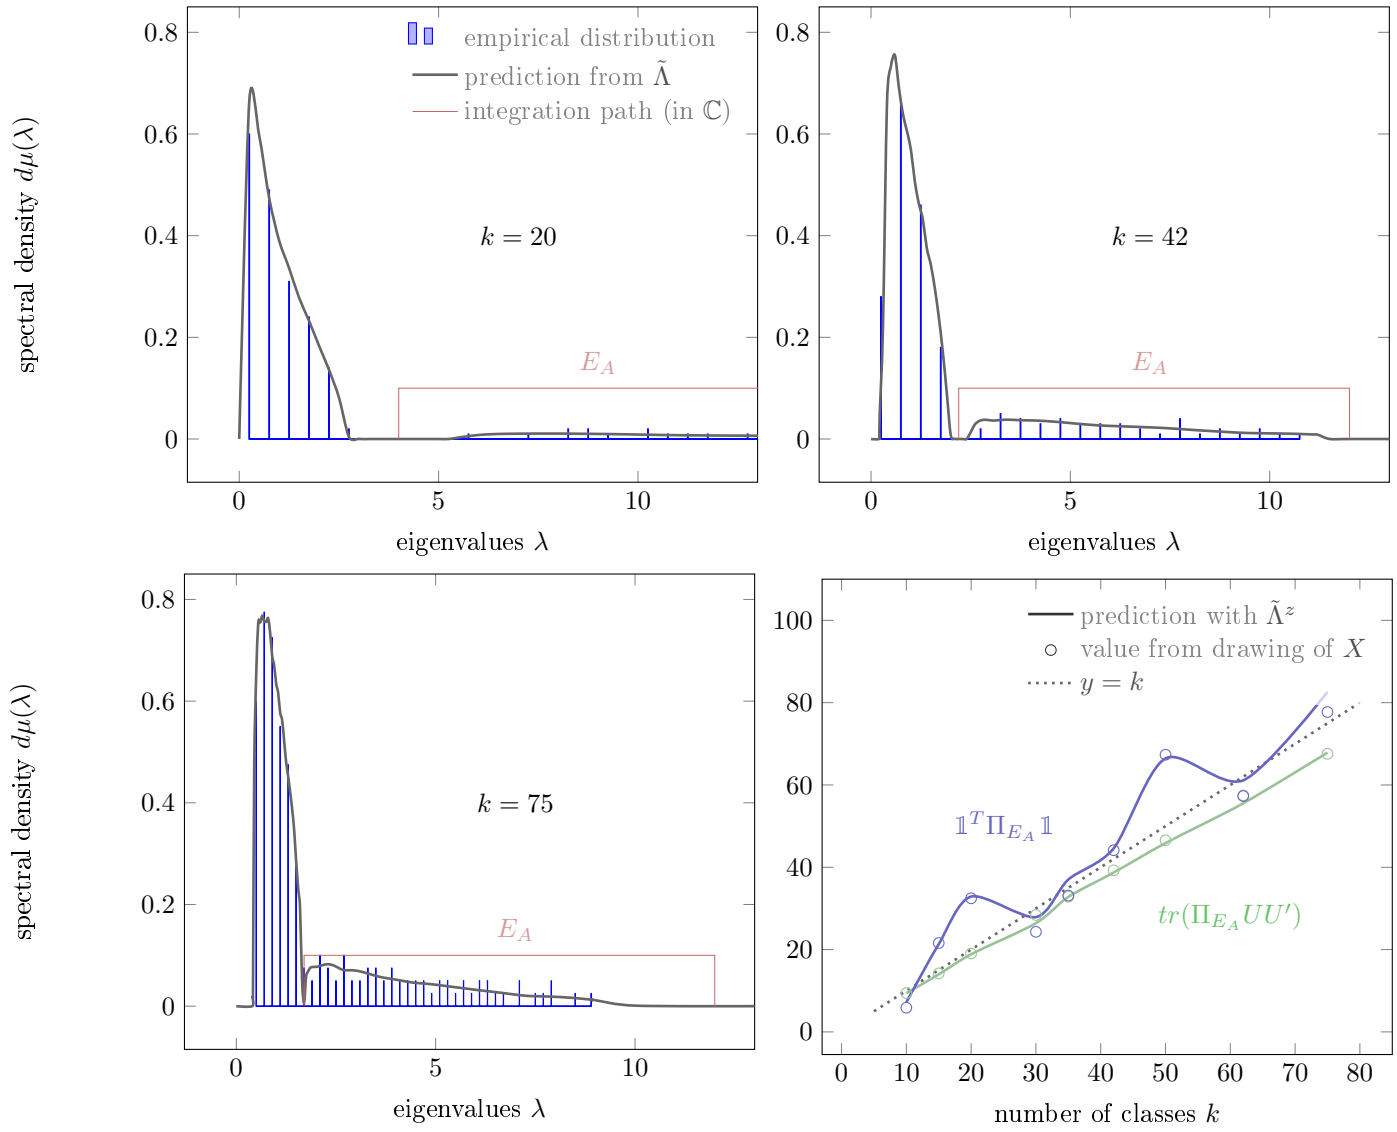 0.8
0.6
0.4
0.2
0
0 5 10
spectral density dμ(λ)
eigenvalues λ
empirical distribution
prediction from Λ̃
integration path (in ℂ)
k = 20
E_A
0.8
0.6
0.4
0.2
0
0 5 10
eigenvalues λ
k = 42
E_A
0.8
0.6
0.4
0.2
0
0 5 10
spectral density dμ(λ)
eigenvalues λ
k = 75
E_A
100
80
60
40
20
0
0 10 20 30 40 50 60 70 80
number of classes k
prediction with Λ̃^z
value from drawing of X
y = k
𝟙^T Π_{E_A} 𝟙
tr(Π_{E_A} UU′)